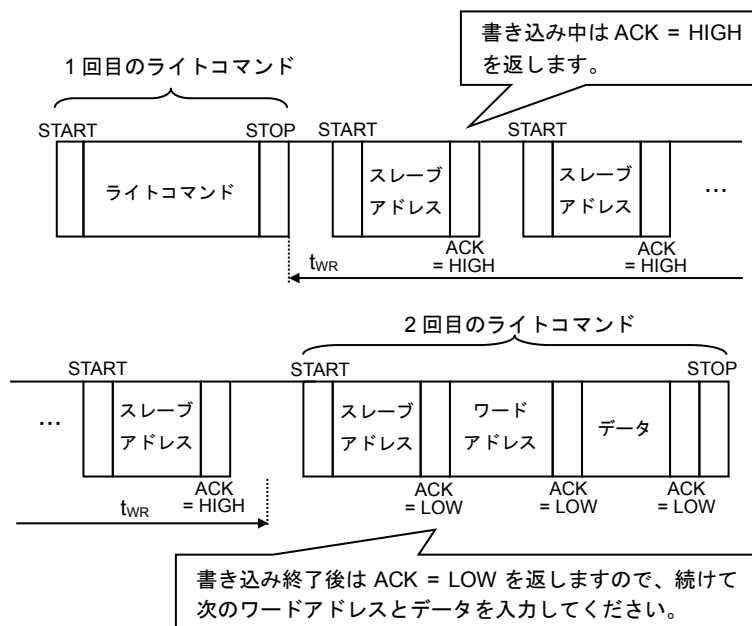 書き込み中は ACK = HIGH
を返します。
1 回目のライトコマンド
START STOP START START
ライトコマンド
スレーブ
アドレス
スレーブ
アドレス
...
ACK
= HIGH
ACK
= HIGH
tWR
2 回目のライトコマンド
START START STOP
...
スレーブ
アドレス
スレーブ
アドレス
ワード
アドレス
データ
ACK
= HIGH
ACK
= LOW
ACK
= LOW
ACK
= LOW
tWR
書き込み終了後は ACK = LOW を返しますので、続けて
次のワードアドレスとデータを入力してください。